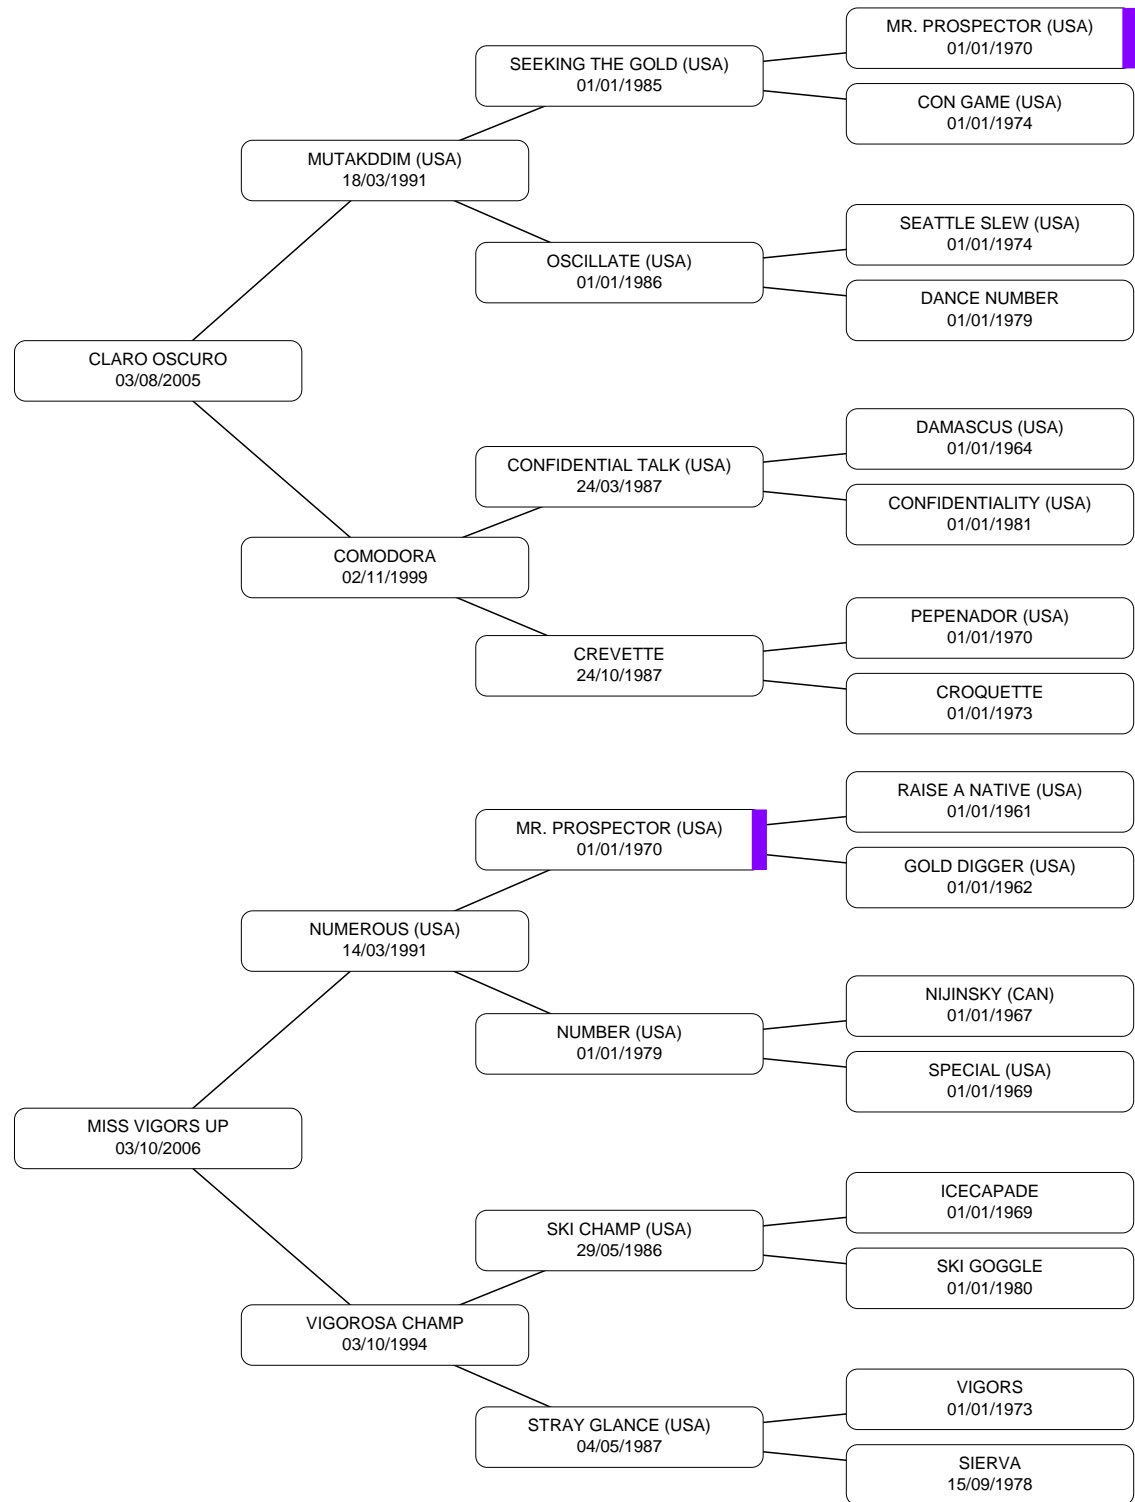 MR. PROSPECTOR (USA)
01/01/1970
SEEKING THE GOLD (USA)
01/01/1985
CON GAME (USA)
01/01/1974
MUTAKDDIM (USA)
18/03/1991
SEATTLE SLEW (USA)
01/01/1974
OSCILLATE (USA)
01/01/1986
DANCE NUMBER
01/01/1979
CLARO OSCURO
03/08/2005
DAMASCUS (USA)
01/01/1964
CONFIDENTIAL TALK (USA)
24/03/1987
CONFIDENTIALITY (USA)
01/01/1981
COMODORA
02/11/1999
PEPENADOR (USA)
01/01/1970
CREVETTE
24/10/1987
CROQUETTE
01/01/1973
RAISE A NATIVE (USA)
01/01/1961
MR. PROSPECTOR (USA)
01/01/1970
GOLD DIGGER (USA)
01/01/1962
NUMEROUS (USA)
14/03/1991
NIJINSKY (CAN)
01/01/1967
NUMBER (USA)
01/01/1979
SPECIAL (USA)
01/01/1969
MISS VIGORS UP
03/10/2006
ICECAPADE
01/01/1969
SKI CHAMP (USA)
29/05/1986
SKI GOGGLE
01/01/1980
VIGOROSA CHAMP
03/10/1994
VIGORS
01/01/1973
STRAY GLANCE (USA)
04/05/1987
SIERVA
15/09/1978